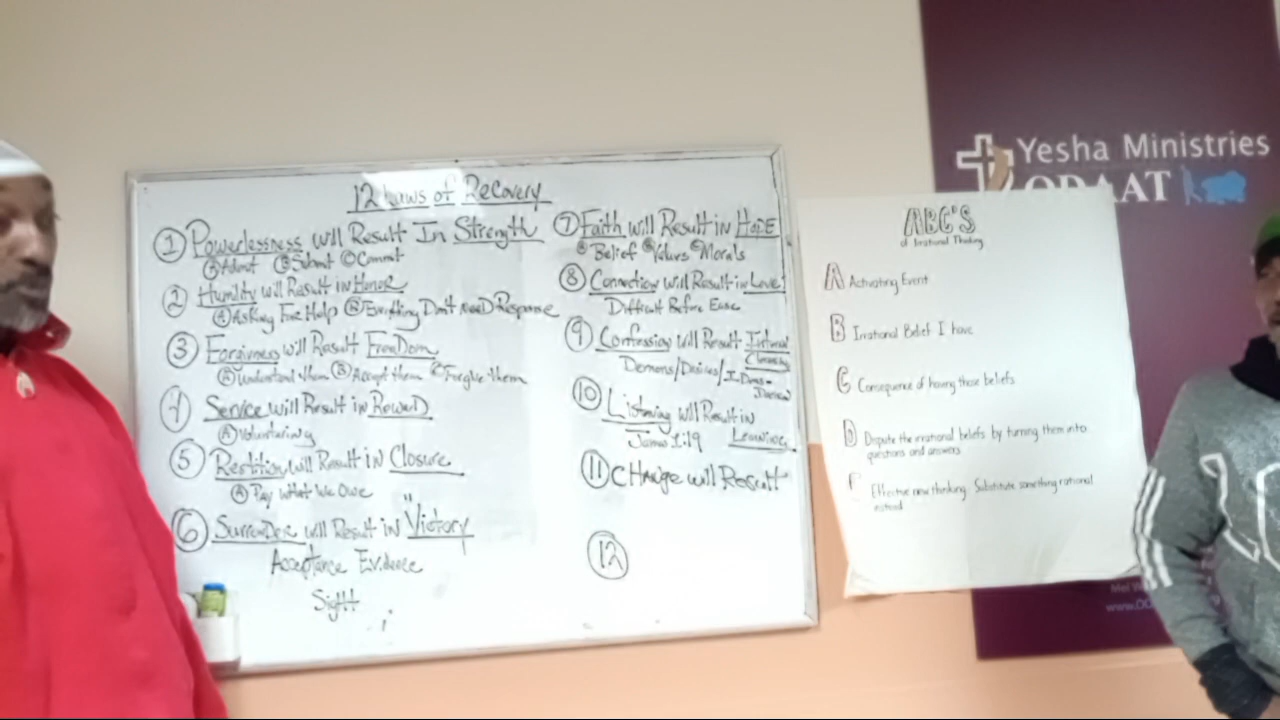 12 Laws of Recovery
① Powerlessness will Result In Strength
Ⓐ Admit Ⓑ Submit Ⓒ Commit
② Humility will Result in Honor
Ⓐ Asking For Help Ⓑ Everything Don't need Response
③ Forgivness will Result FreeDom
Ⓐ Understand them Ⓑ Accept them Ⓒ Forgive them
④ Service will Result in Reward
Ⓐ Voluntaring
⑤ Restition will Result in Closure
Ⓐ Pay what we owe
⑥ SurrenDer will Result in "Victory
Acceptance Evidence
Sight
⑦ Faith will Result in HoPE
Ⓐ Belief Ⓑ Values Ⓒ Morals
⑧ Connection will Result in Love
Difficult Before Ease
⑨ Confession will Result Internal
Cleansing
Demons/Desires/
⑩ Listening will Result in
James 1:19 Learning
⑪ CHange will Result
⑫
Yesha Ministries
ODAAT
ABC'S
of Irrational Thinking
A Activating Event
B Irrational Belief I have
C Consequence of having those beliefs
D Dispute the irrational beliefs by turning them into
questions and answers
E Effective new thinking. Substitute something rational
instead